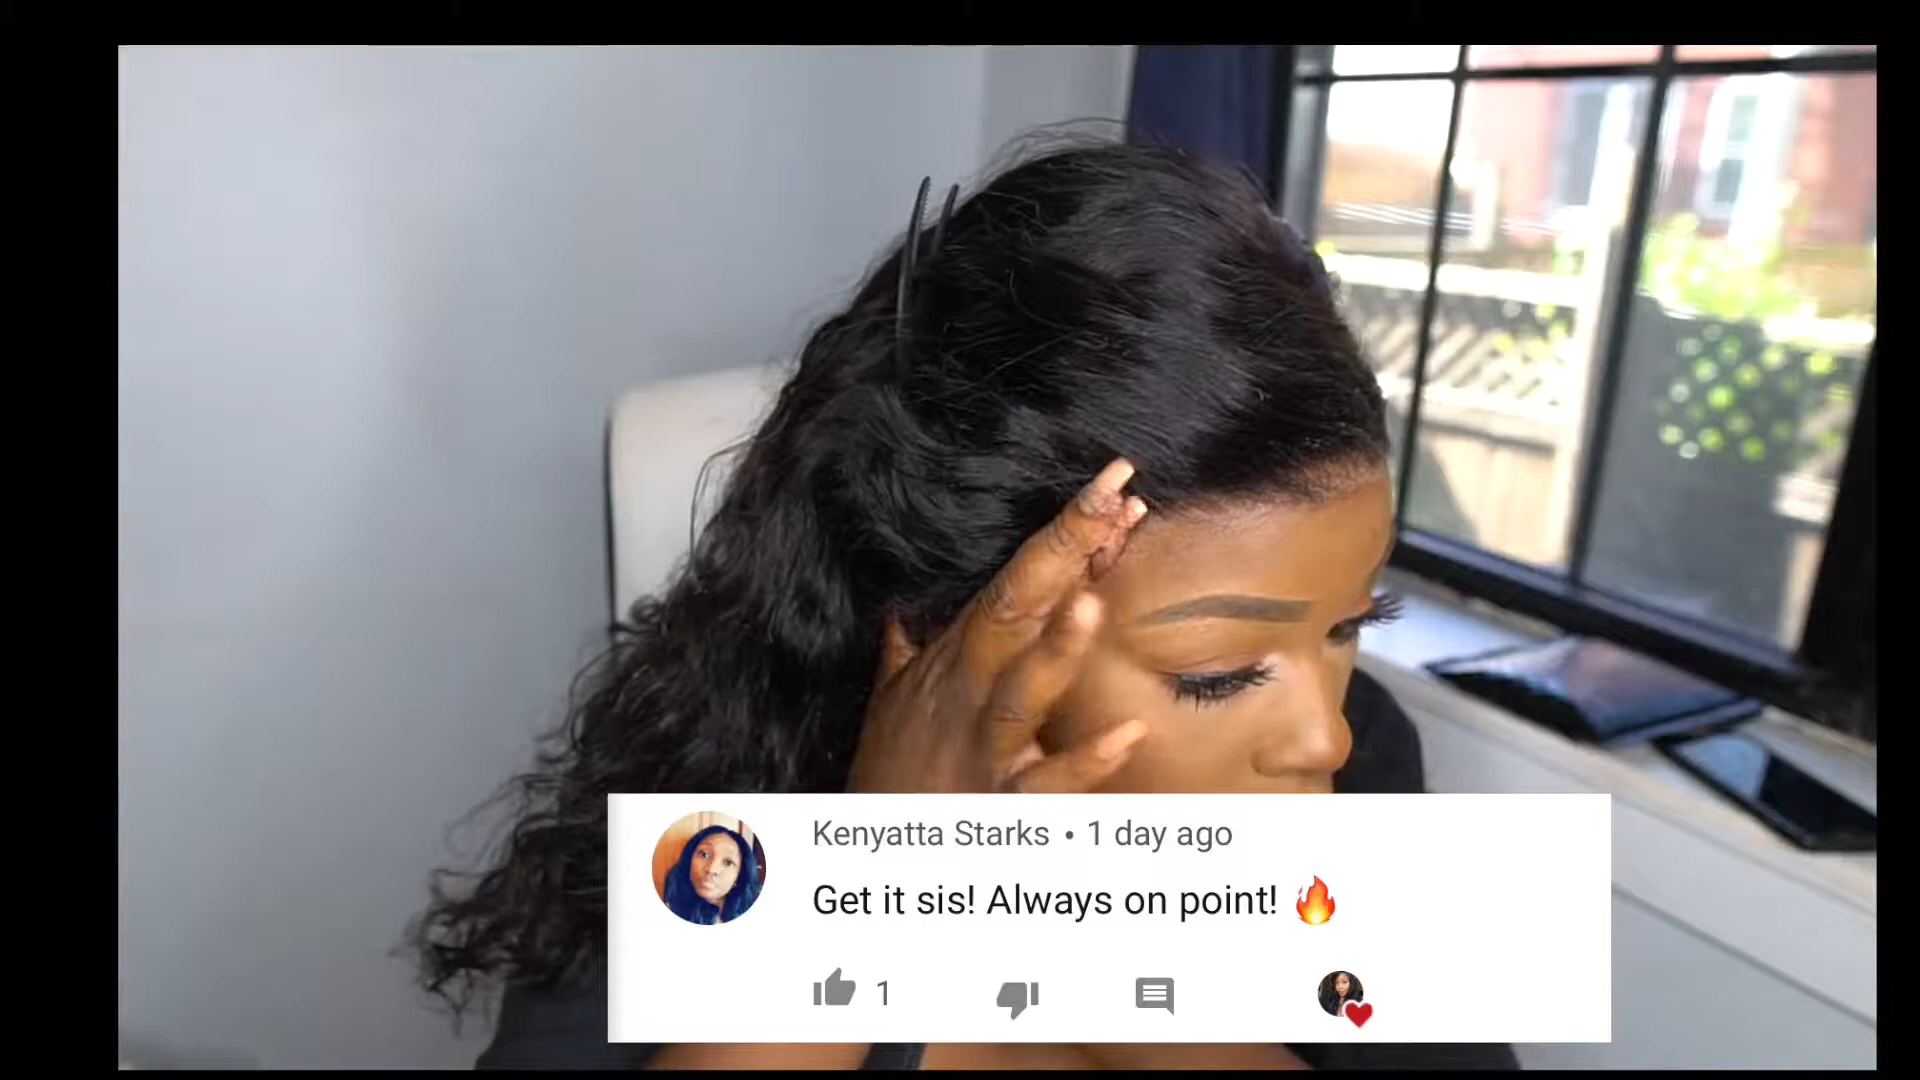 Kenyatta Starks • 1 day ago
Get it sis! Always on point! 🔥
1